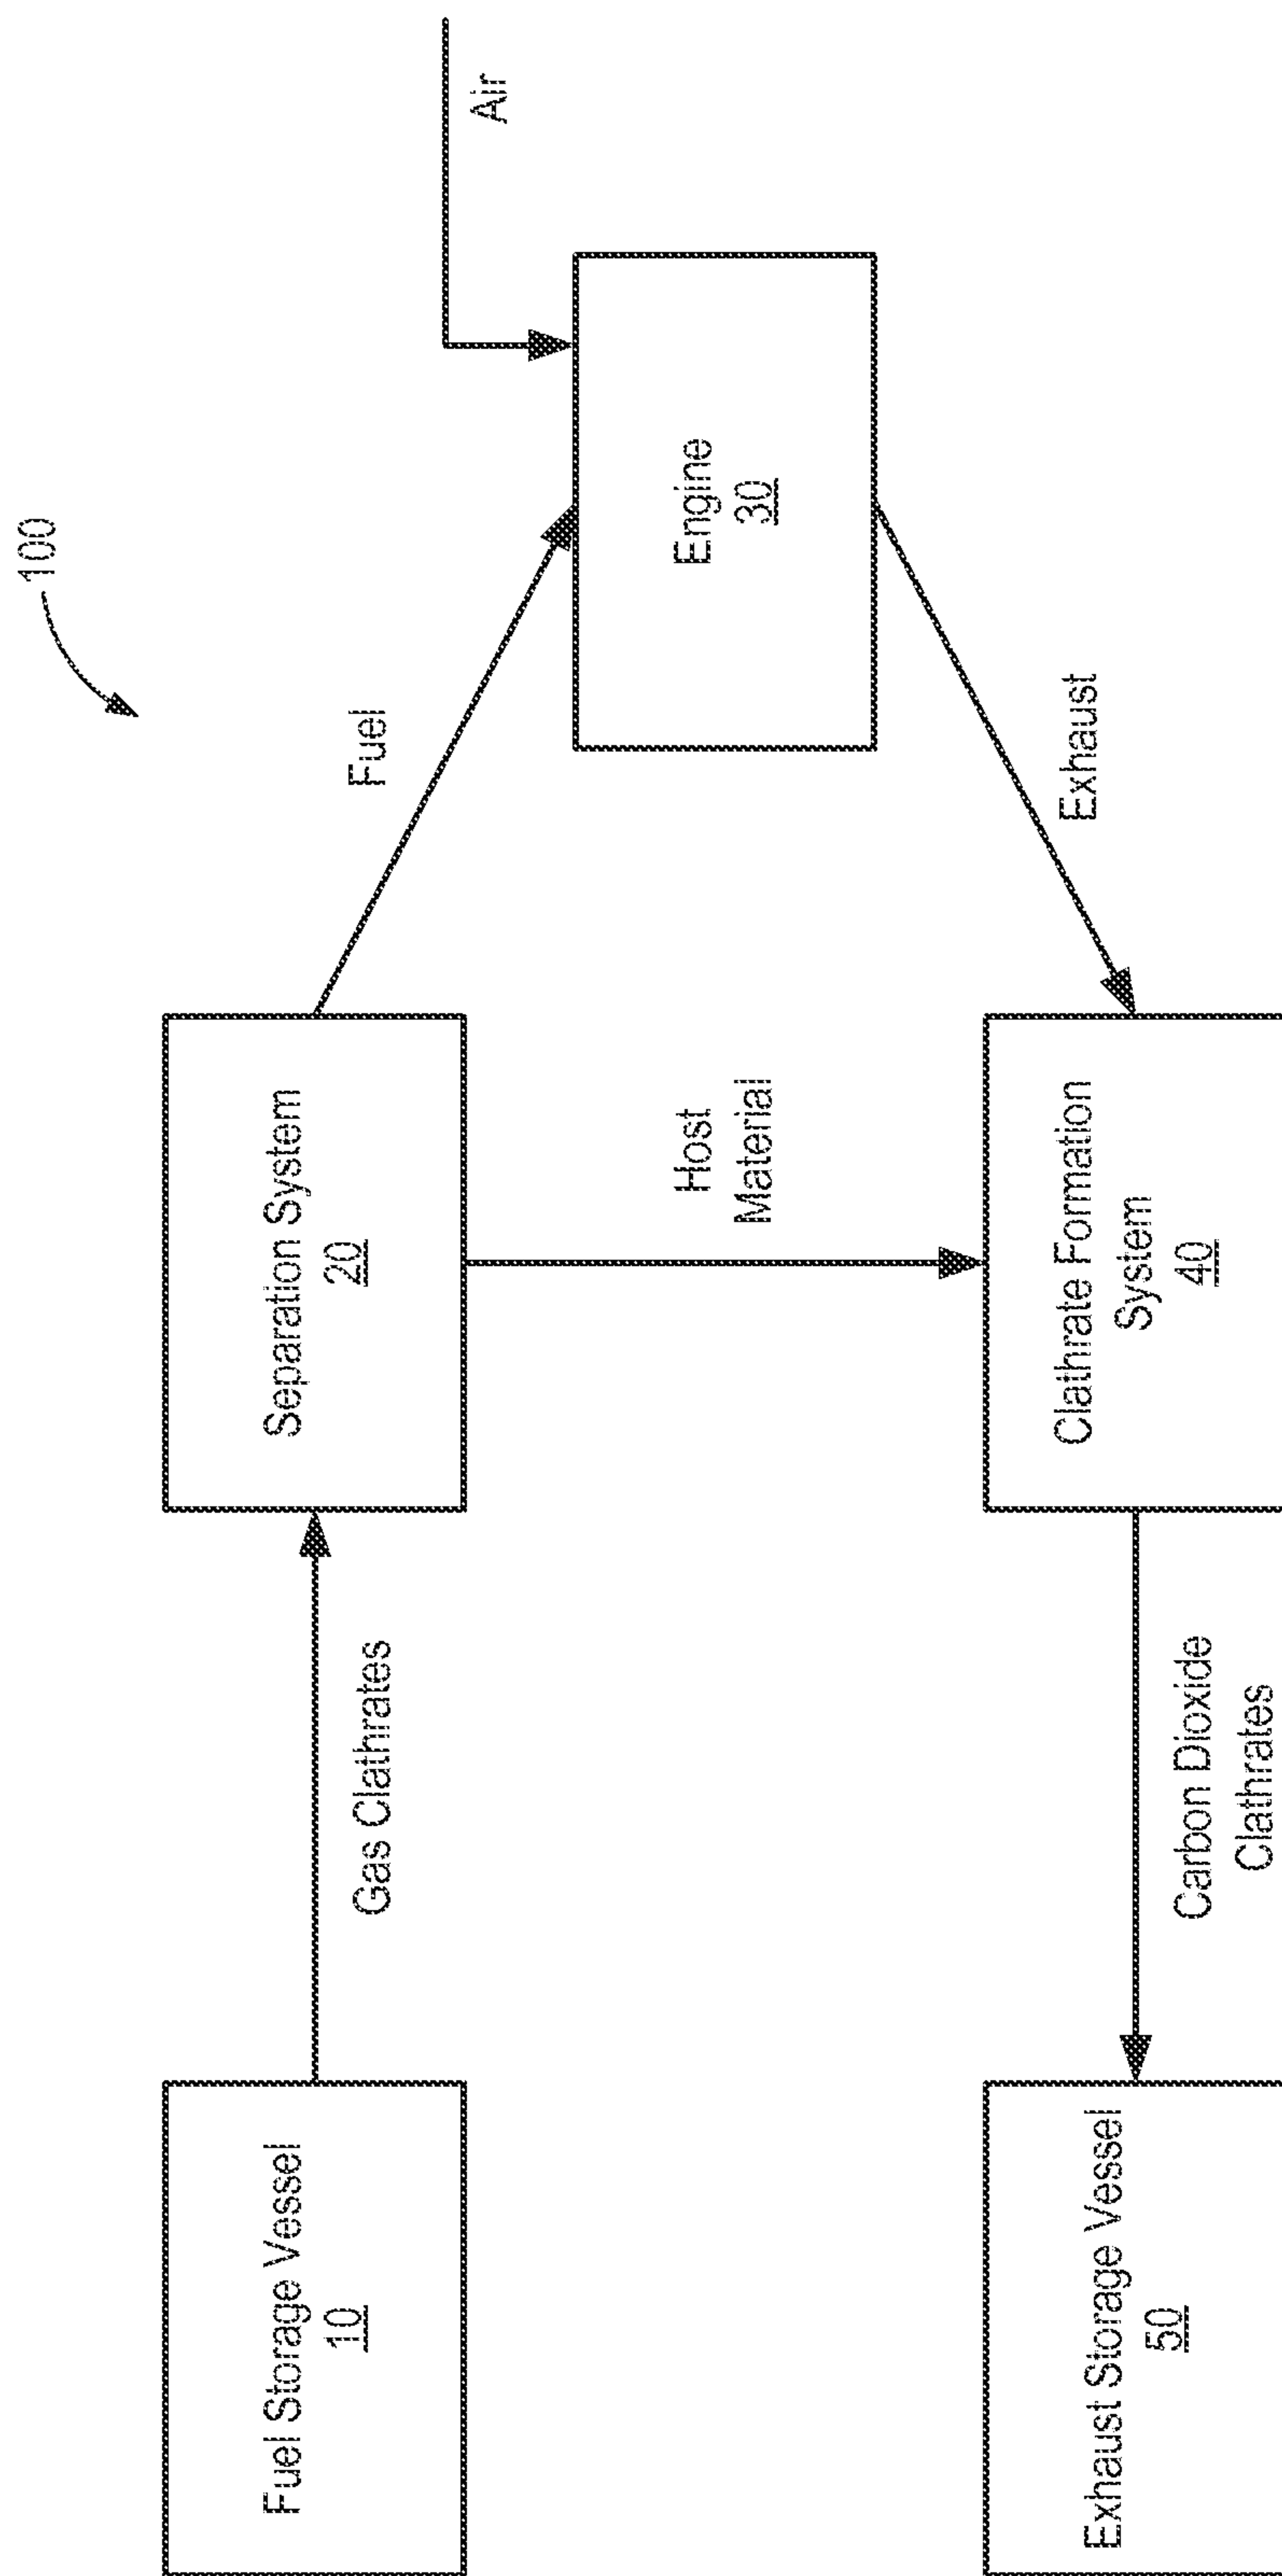 100
Fuel Storage Vessel
10
Gas Clathrates
Separation System
20
Fuel
Air
Engine
30
Host
Material
Exhaust
Clathrate Formation
System
40
Carbon Dioxide
Clathrates
Exhaust Storage Vessel
50